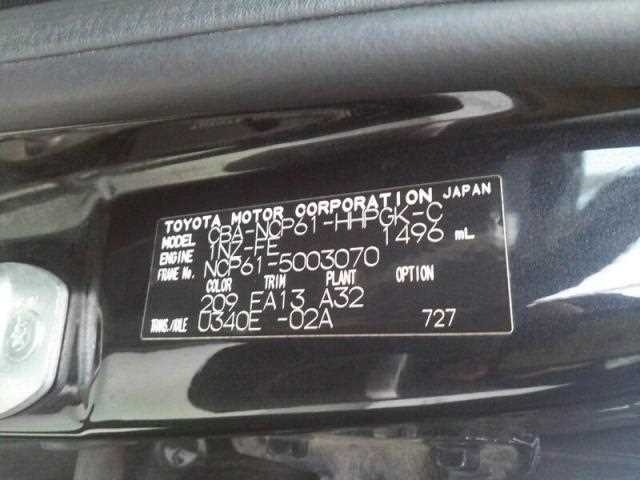 TOYOTA MOTOR CORPORATION JAPAN
MODEL CBA-NCP61-HHPGK-C
ENGINE 1NZ-FE 1496 mL
FRAME No. NCP61-5003070
COLOR TRIM PLANT OPTION
209 FA13 A32
TRANS./AXLE U340E -02A 727